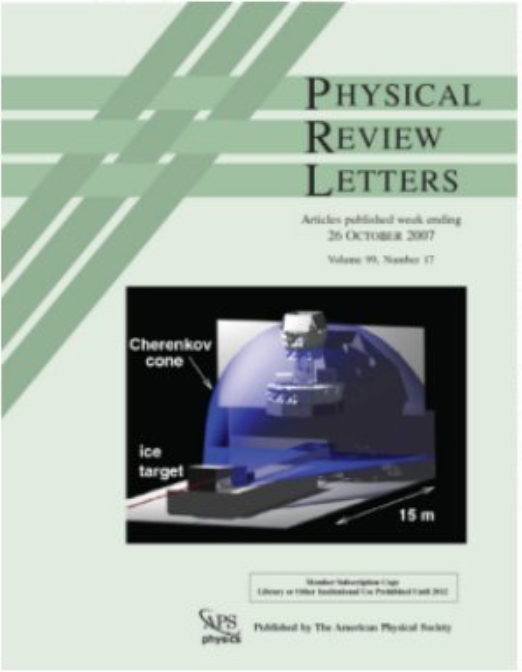 PHYSICAL
REVIEW
LETTERS
Articles published week ending
26 OCTOBER 2007
Volume 99, Number 17
Cherenkov
cone
ice
target
15 m
Member Subscription Copy
Library or Other Institutional Use Prohibited Until 2012
APS
physics
Published by The American Physical Society